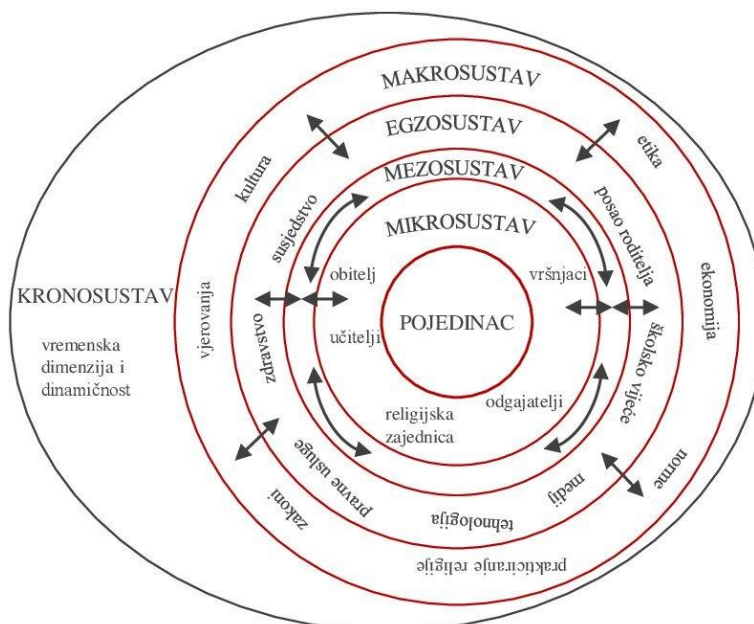 MAKROSUSTAV
EGZOSUSTAV
MEZOSUSTAV
MIKROSUSTAV
POJEDINAC
KRONOSUSTAV
vremenska
dimenzija i
dinamičnost
kultura
etika
ekonomija
norme
prakticiranje religije
zakoni
vjerovanja
susjedstvo
posao roditelja
školsko vijeće
medij
tehnologija
pravne usluge
zdravstvo
obitelj
vršnjaci
učitelji
odgajatelji
religijska
zajednica